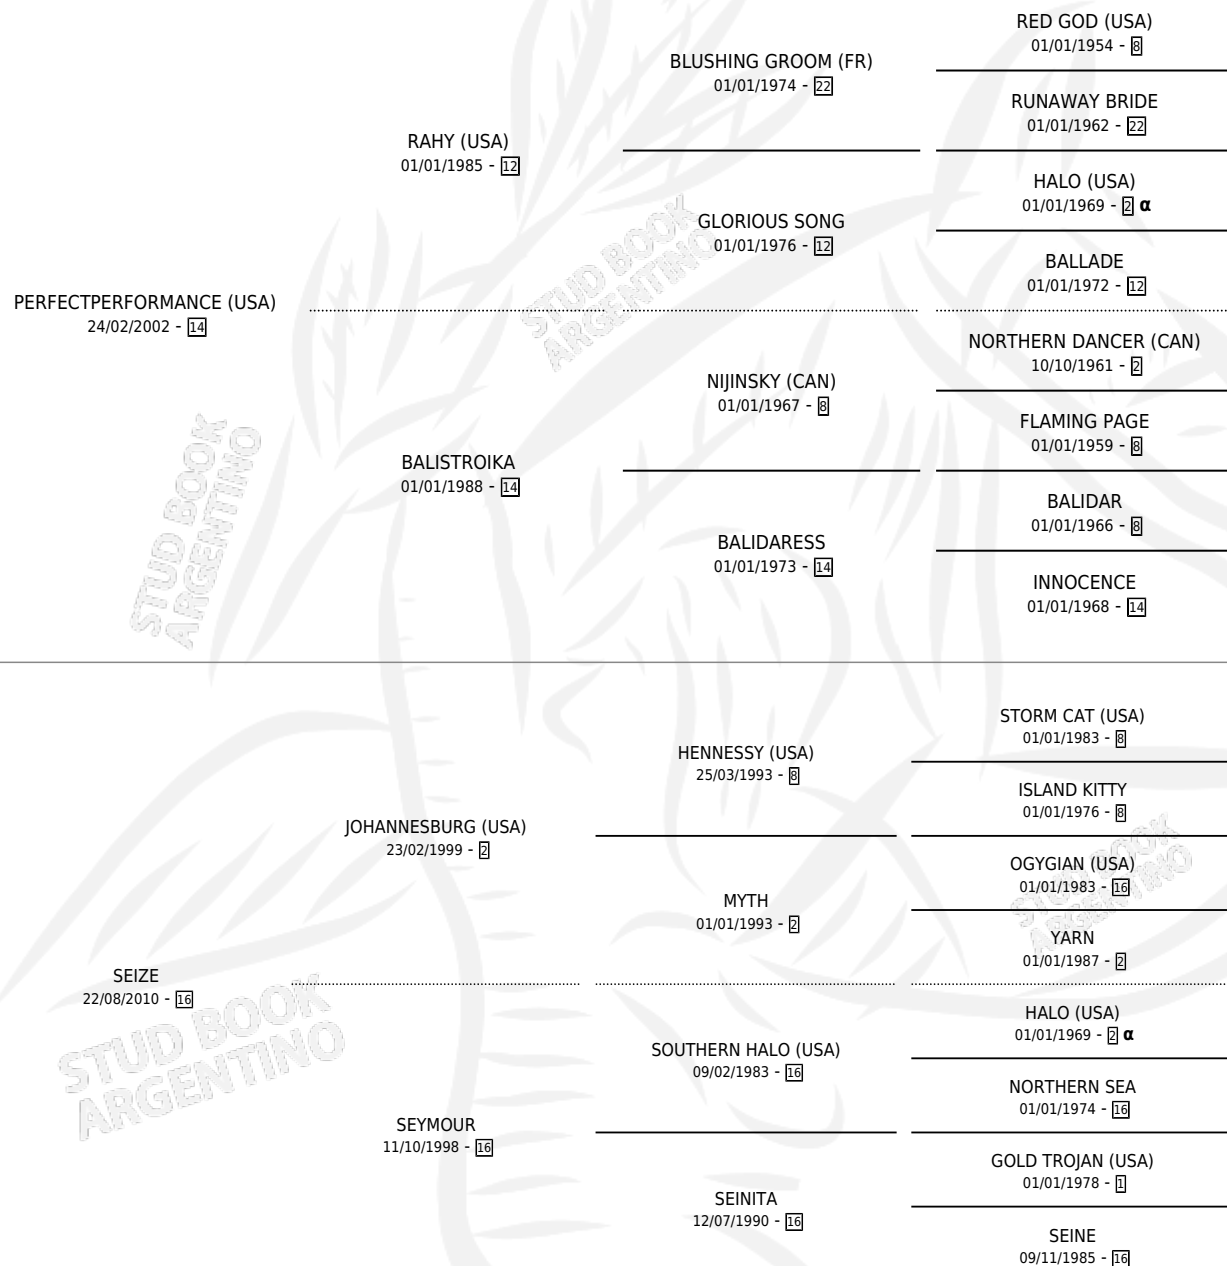 RED GOD (USA)
01/01/1954 - 8
BLUSHING GROOM (FR)
01/01/1974 - 22
RUNAWAY BRIDE
01/01/1962 - 22
RAHY (USA)
01/01/1985 - 12
HALO (USA)
01/01/1969 - 2 α
GLORIOUS SONG
01/01/1976 - 12
BALLADE
01/01/1972 - 12
PERFECTPERFORMANCE (USA)
24/02/2002 - 14
NORTHERN DANCER (CAN)
10/10/1961 - 2
NIJINSKY (CAN)
01/01/1967 - 8
FLAMING PAGE
01/01/1959 - 8
BALISTROIKA
01/01/1988 - 14
BALIDAR
01/01/1966 - 8
BALIDARESS
01/01/1973 - 14
INNOCENCE
01/01/1968 - 14
STORM CAT (USA)
01/01/1983 - 8
HENNESSY (USA)
25/03/1993 - 8
ISLAND KITTY
01/01/1976 - 8
JOHANNESBURG (USA)
23/02/1999 - 2
OGYGIAN (USA)
01/01/1983 - 16
MYTH
01/01/1993 - 2
YARN
01/01/1987 - 2
SEIZE
22/08/2010 - 16
HALO (USA)
01/01/1969 - 2 α
SOUTHERN HALO (USA)
09/02/1983 - 16
NORTHERN SEA
01/01/1974 - 16
SEYMOUR
11/10/1998 - 16
GOLD TROJAN (USA)
01/01/1978 - 1
SEINITA
12/07/1990 - 16
SEINE
09/11/1985 - 16
STUD BOOK
ARGENTINO
STUD BOOK
ARGENTINO
STUD BOOK
ARGENTINO
STUD BOOK
ARGENTINO